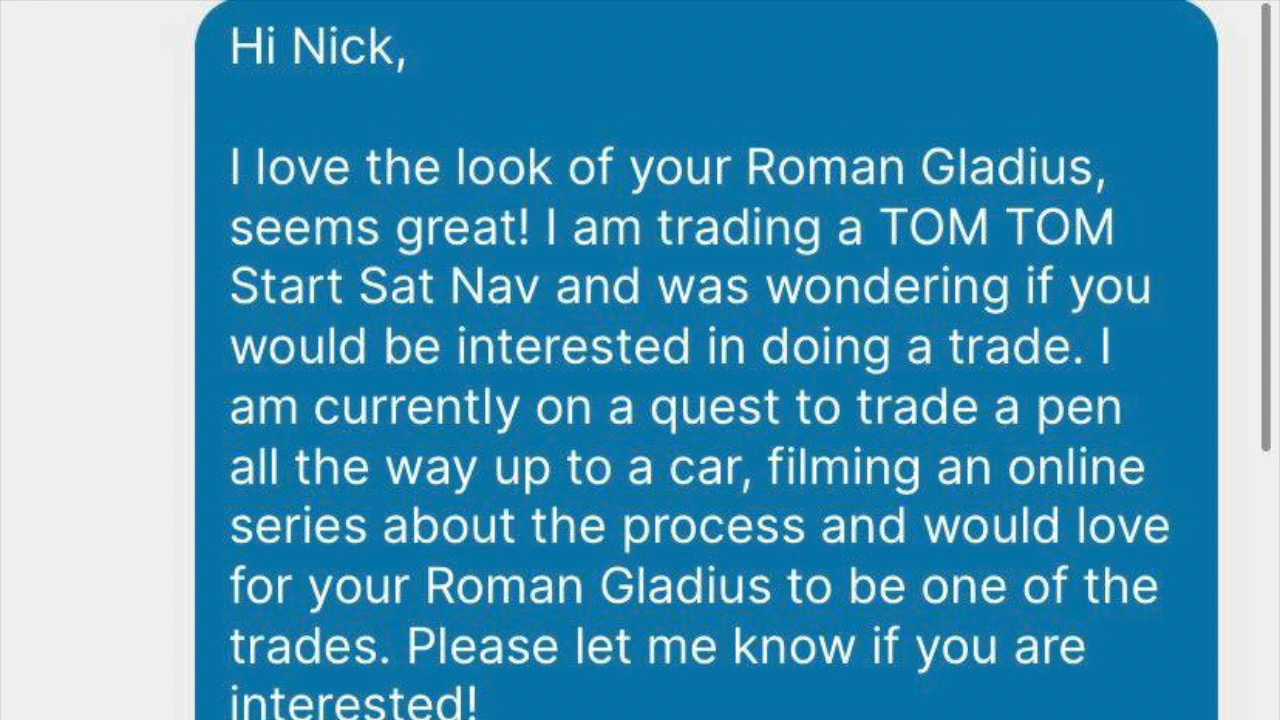 Hi Nick,
I love the look of your Roman Gladius,
seems great! I am trading a TOM TOM
Start Sat Nav and was wondering if you
would be interested in doing a trade. I
am currently on a quest to trade a pen
all the way up to a car, filming an online
series about the process and would love
for your Roman Gladius to be one of the
trades. Please let me know if you are
interested!